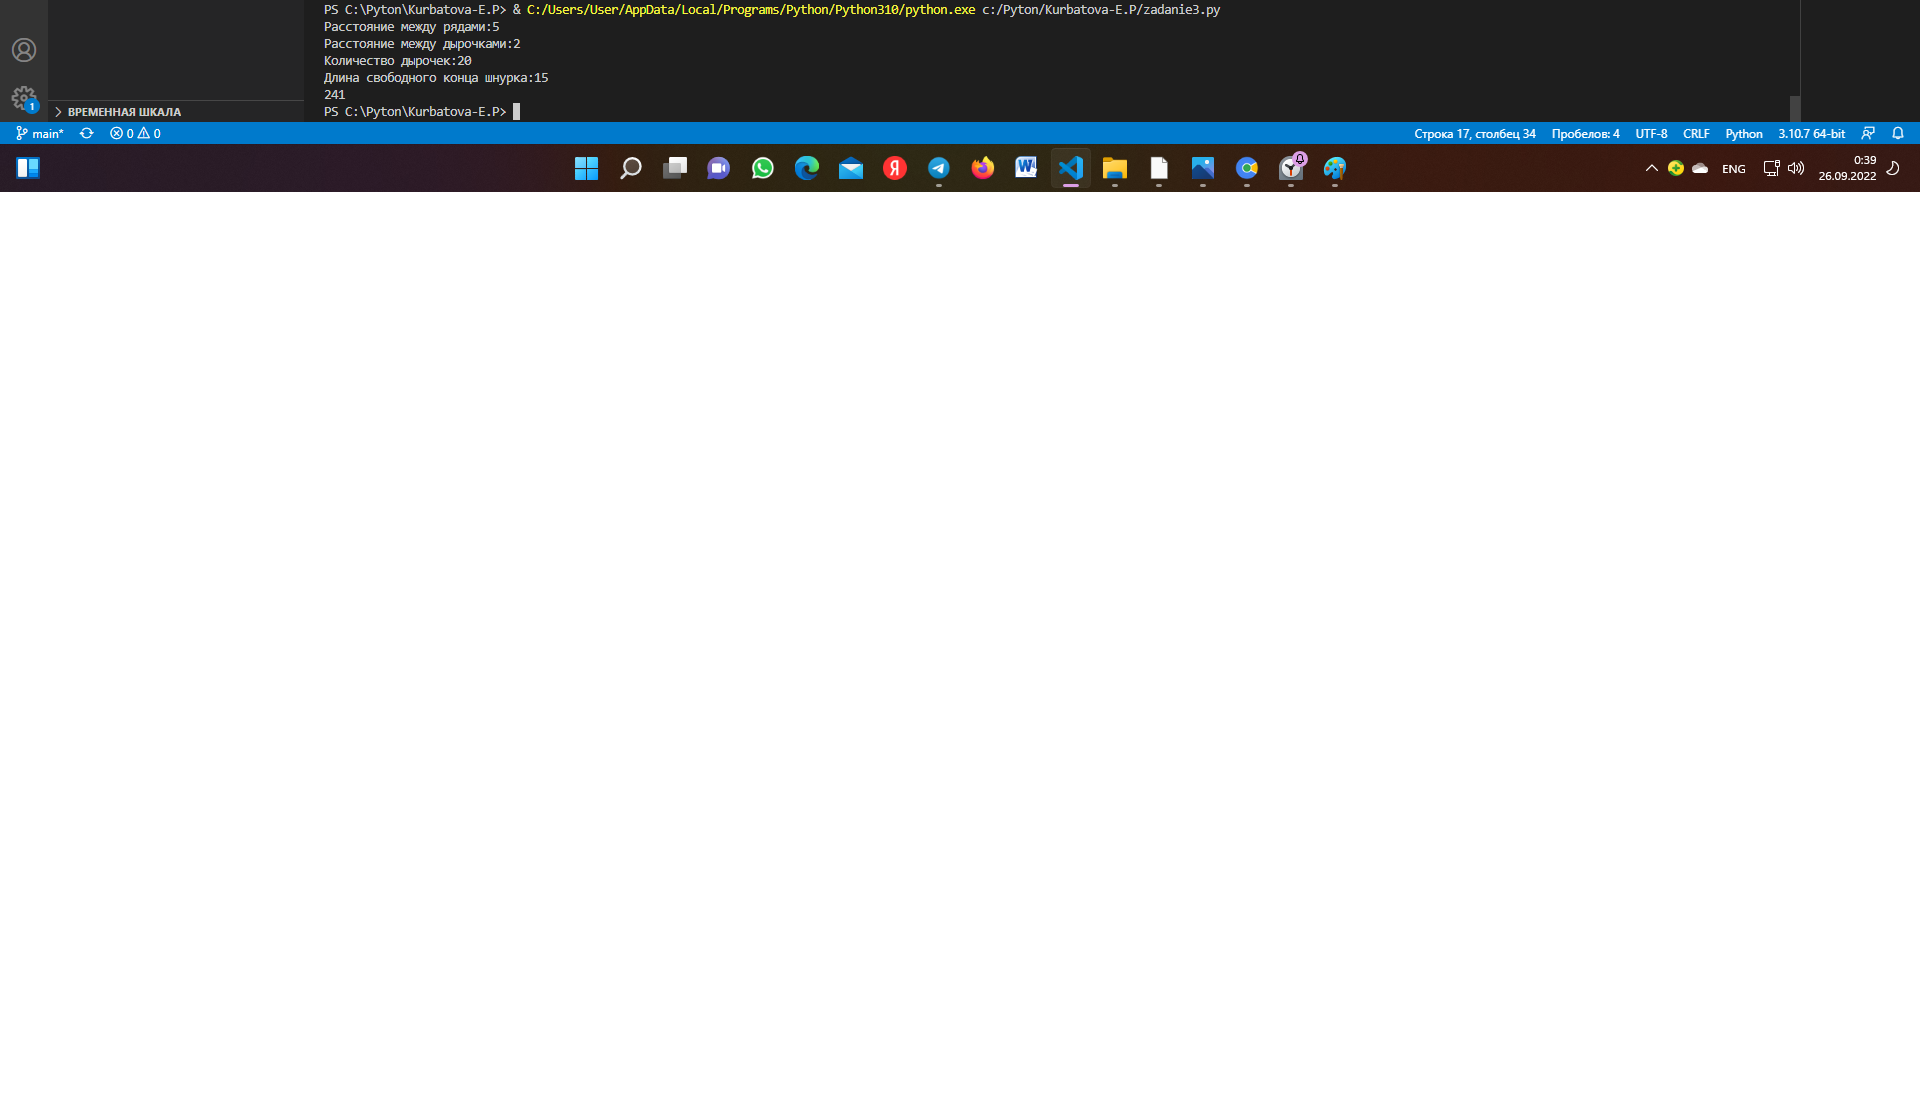 PS C:\Pyton\Kurbatova-E.P> & C:/Users/User/AppData/Local/Programs/Python/Python310/python.exe c:/Pyton/Kurbatova-E.P/zadanie3.py
Расстояние между рядами:5
Расстояние между дырочками:2
Количество дырочек:20
Длина свободного конца шнурка:15
241
PS C:\Pyton\Kurbatova-E.P>
1
ВРЕМЕННАЯ ШКАЛА
main* 0 0 Строка 17, столбец 34 Пробелов: 4 UTF-8 CRLF Python 3.10.7 64-bit
Я W ENG 0:39
26.09.2022